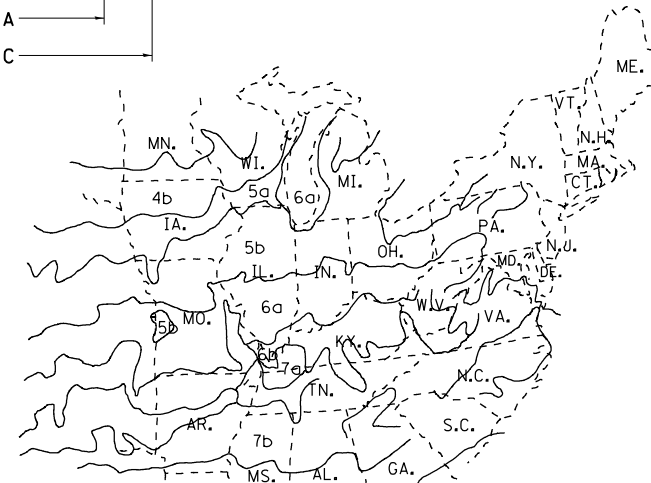 A
C
ME.
VT.
MN.
N.H.
WI.
N.Y.
MA.
5a
MI.
CT.
4b
6a
IA.
PA.
5b
OH.
N.J.
MD.
IL.
IN.
DE.
6a
W.V.
MO.
VA.
5b
KY.
6b
7a
N.C.
TN.
AR.
S.C.
7b
MS.
AL.
GA.